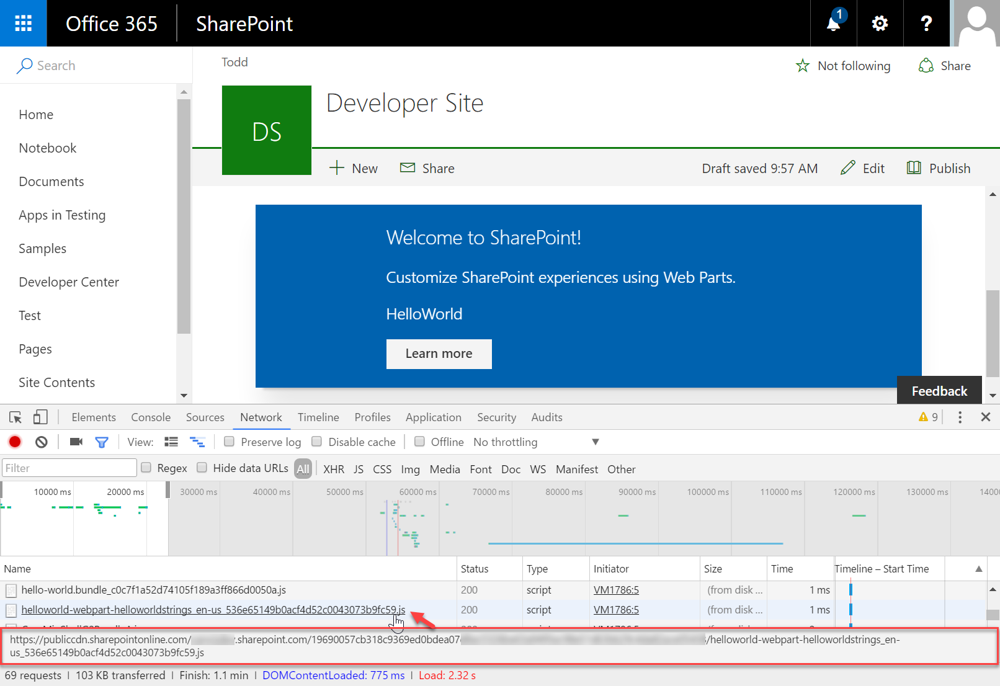 Office 365
SharePoint
1
?
Search
Todd
Not following
Share
DS
Developer Site
Home
Notebook
Documents
Apps in Testing
Samples
Developer Center
Test
Pages
Site Contents
New
Share
Draft saved 9:57 AM
Edit
Publish
Welcome to SharePoint!
Customize SharePoint experiences using Web Parts.
HelloWorld
Learn more
Feedback
Elements Console Sources Network Timeline Profiles Application Security Audits 9
View: Preserve log Disable cache Offline No throttling
Filter Regex Hide data URLs All XHR JS CSS Img Media Font Doc WS Manifest Other
10000 ms 20000 ms 30000 ms 40000 ms 50000 ms 60000 ms 70000 ms 80000 ms 90000 ms 100000 ms 110000 ms 120000 ms 130000 ms 14000
Name Status Type Initiator Size Time Timeline – Start Time
hello-world.bundle_c0c7f1a52d74105f189a3ff866d0050a.js 200 script VM1786:5 (from disk ... 1 ms
helloworld-webpart-helloworldstrings_en-us_536e65149b0acf4d52c0043073b9fc59.js 200 script VM1786:5 (from disk ... 1 ms
https://publiccdn.sharepointonline.com/ .sharepoint.com/19690057cb318c9369ed0bdea07 /helloworld-webpart-helloworldstrings_en-
us_536e65149b0acf4d52c0043073b9fc59.js
69 requests | 103 KB transferred | Finish: 1.1 min | DOMContentLoaded: 775 ms | Load: 2.32 s